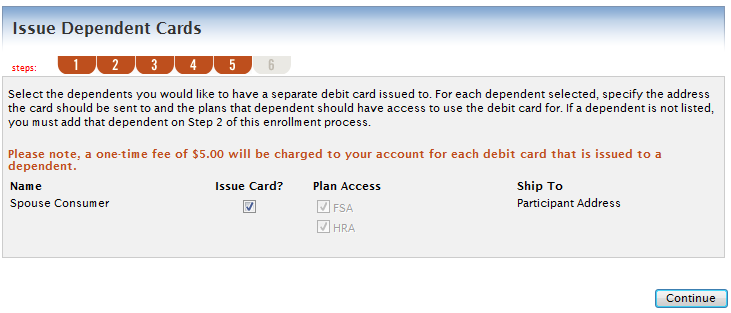 Issue Dependent Cards
steps: 1 2 3 4 5 6
Select the dependents you would like to have a separate debit card issued to. For each dependent selected, specify the address
the card should be sent to and the plans that dependent should have access to use the debit card for. If a dependent is not listed,
you must add that dependent on Step 2 of this enrollment process.
Please note, a one-time fee of $5.00 will be charged to your account for each debit card that is issued to a
dependent.
Name Issue Card? Plan Access Ship To
Spouse Consumer FSA Participant Address
HRA
Continue